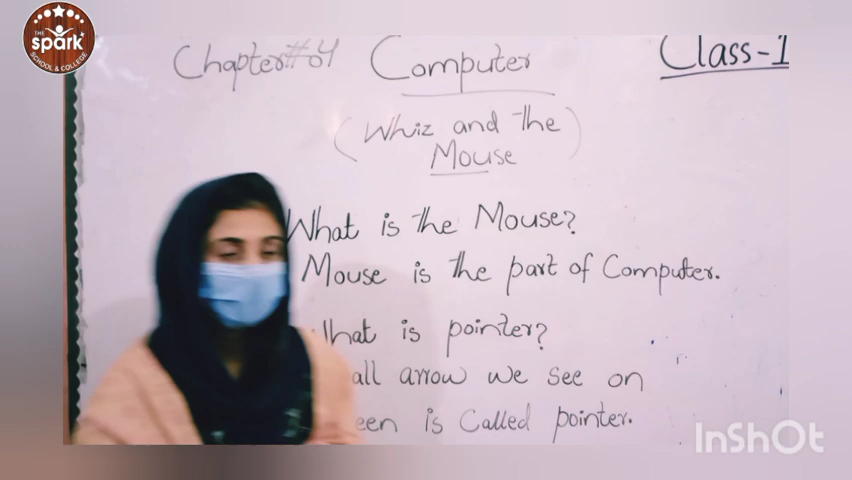 THE
spark
SCHOOL & COLLEGE
Chapter#04 Computer Class-1
(Whiz and the
Mouse)
What is the Mouse?
Mouse is the part of Computer.
What is pointer?
all arrow we see on
een is Called pointer.
InShOt